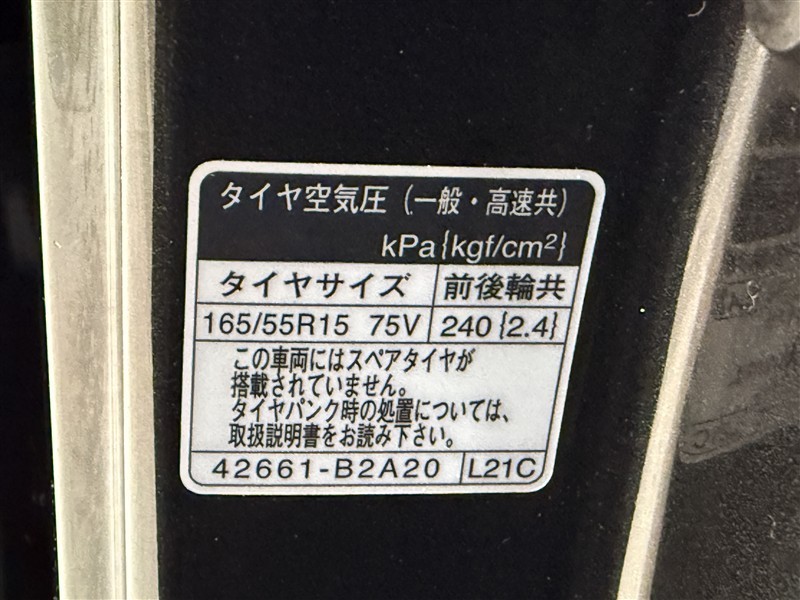 タイヤ空気圧（一般・高速共）
kPa{kgf/cm²}
タイヤサイズ 前後輪共
165/55R15 75V 240{2.4}
この車両にはスペアタイヤが
搭載されていません。
タイヤパンク時の処置については、
取扱説明書をお読み下さい。
42661-B2A20 L21C